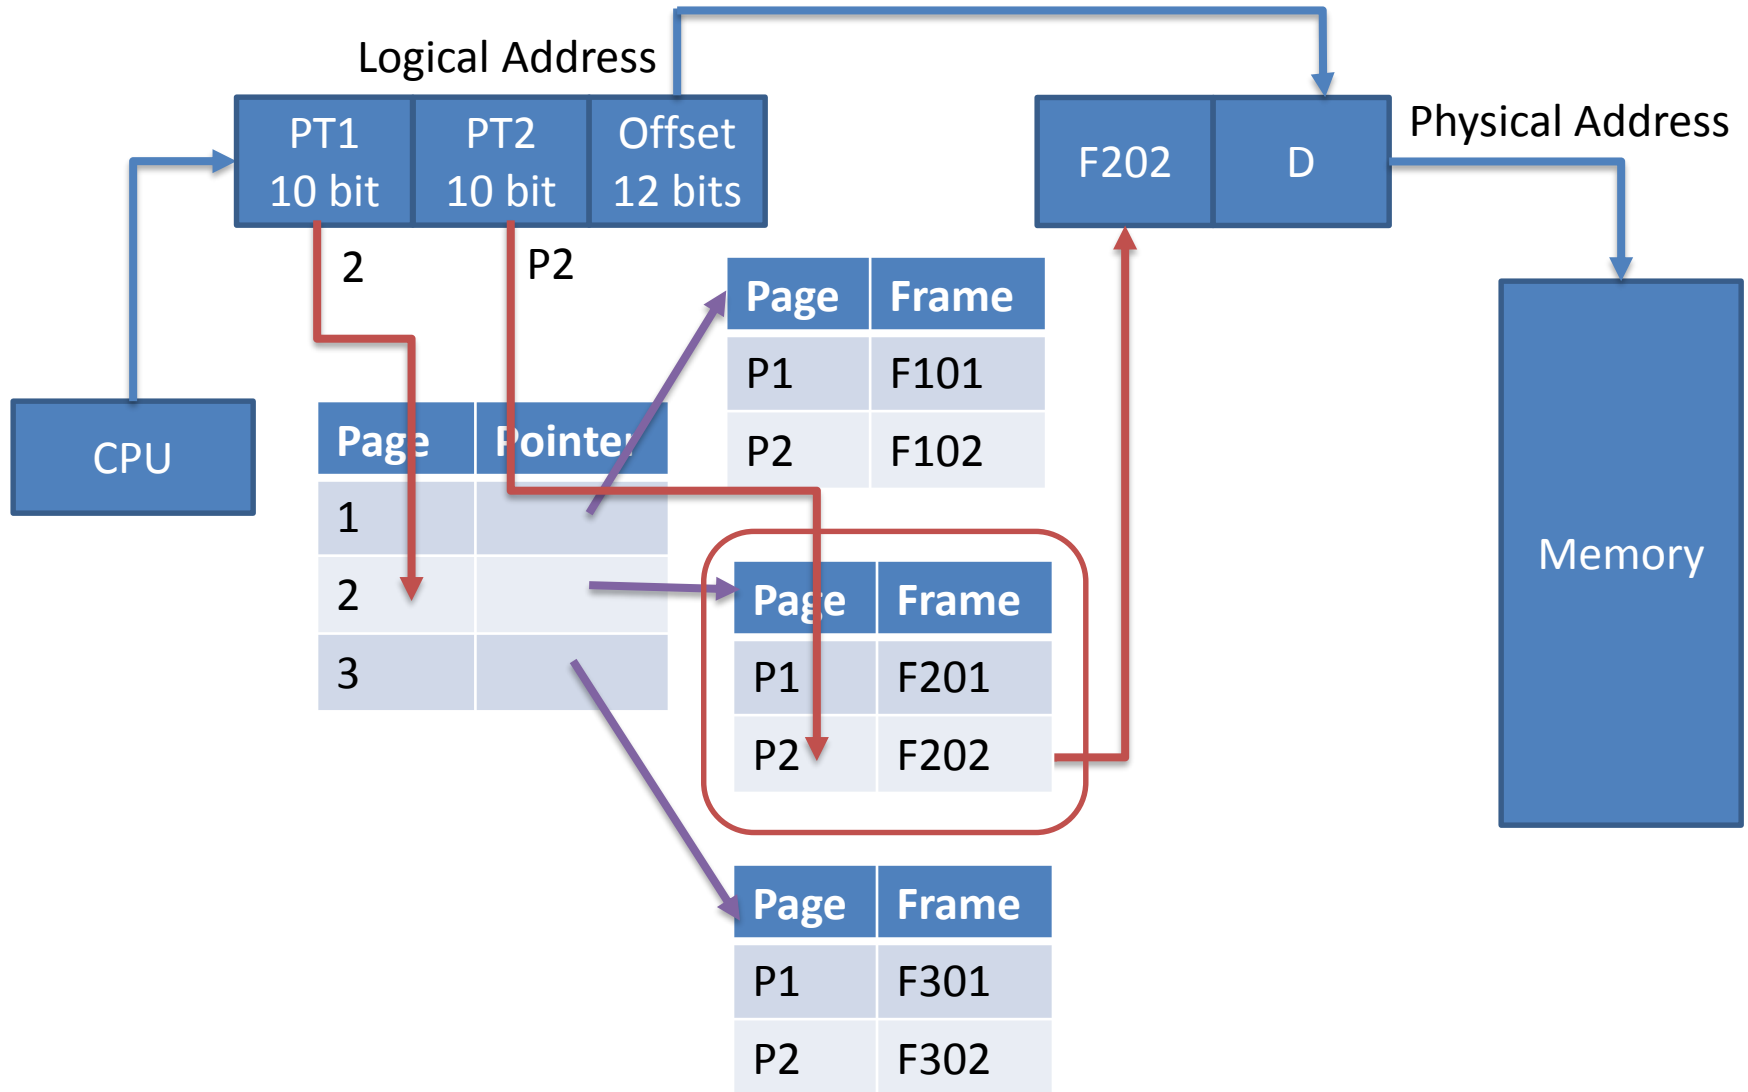 Logical Address
PT1
10 bit
PT2
10 bit
Offset
12 bits
F202
D
Physical Address
2
P2
CPU
Page Pointer
1
2
3
Page Frame
P1 F101
P2 F102
Page Frame
P1 F201
P2 F202
Page Frame
P1 F301
P2 F302
Memory